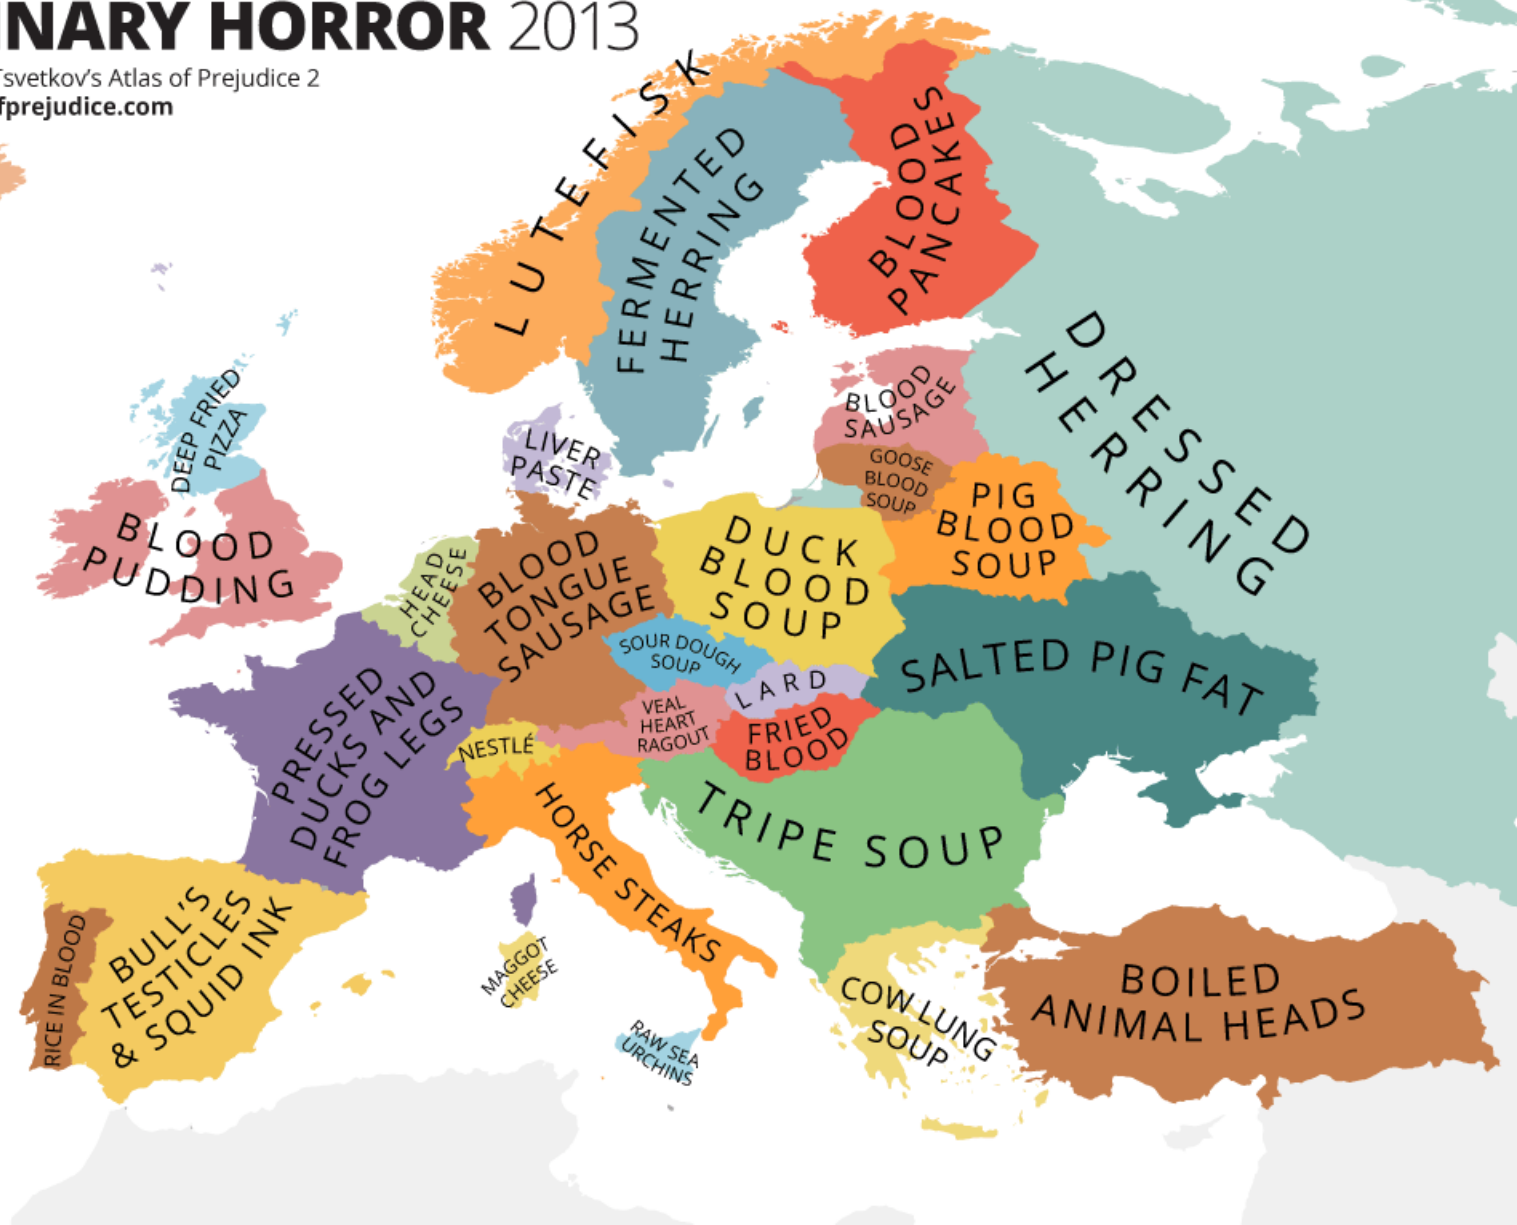 INARY HORROR 2013
Tsvetkov's Atlas of Prejudice 2
fprejudice.com
LUTEFISK
FERMENTED
HERRING
BLOOD
PANCAKES
DRESSED
HERRING
DEEP FRIED
PIZZA
BLOOD
PUDDING
LIVER
PASTE
BLOOD
SAUSAGE
GOOSE
BLOOD
SOUP
PIG
BLOOD
SOUP
HEAD
CHEESE
BLOOD
TONGUE
SAUSAGE
DUCK
BLOOD
SOUP
SOUR DOUGH
SOUP
SALTED PIG FAT
LARD
VEAL
HEART
RAGOUT
FRIED
BLOOD
NESTLÉ
PRESSED
DUCKS AND
FROG LEGS
HORSE STEAKS
TRIPE SOUP
BULL'S
TESTICLES
& SQUID INK
RICE IN BLOOD
MAGGOT
CHEESE
RAW SEA
URCHINS
COW LUNG
SOUP
BOILED
ANIMAL HEADS